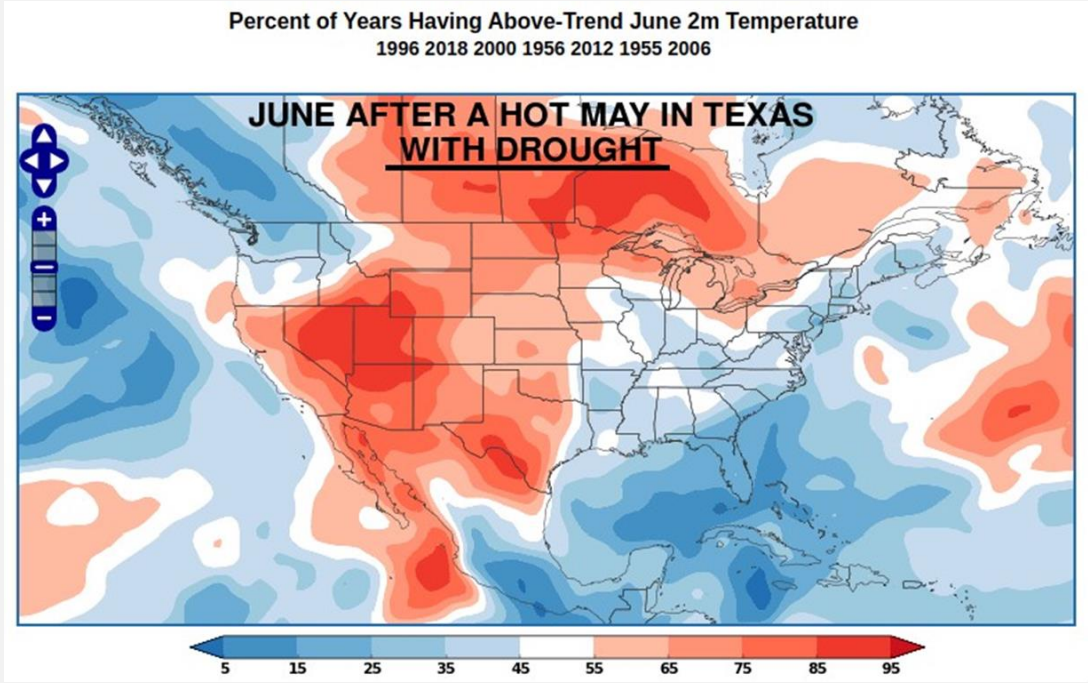 Percent of Years Having Above-Trend June 2m Temperature
1996 2018 2000 1956 2012 1955 2006
JUNE AFTER A HOT MAY IN TEXAS
WITH DROUGHT
+
−
5 15 25 35 45 55 65 75 85 95